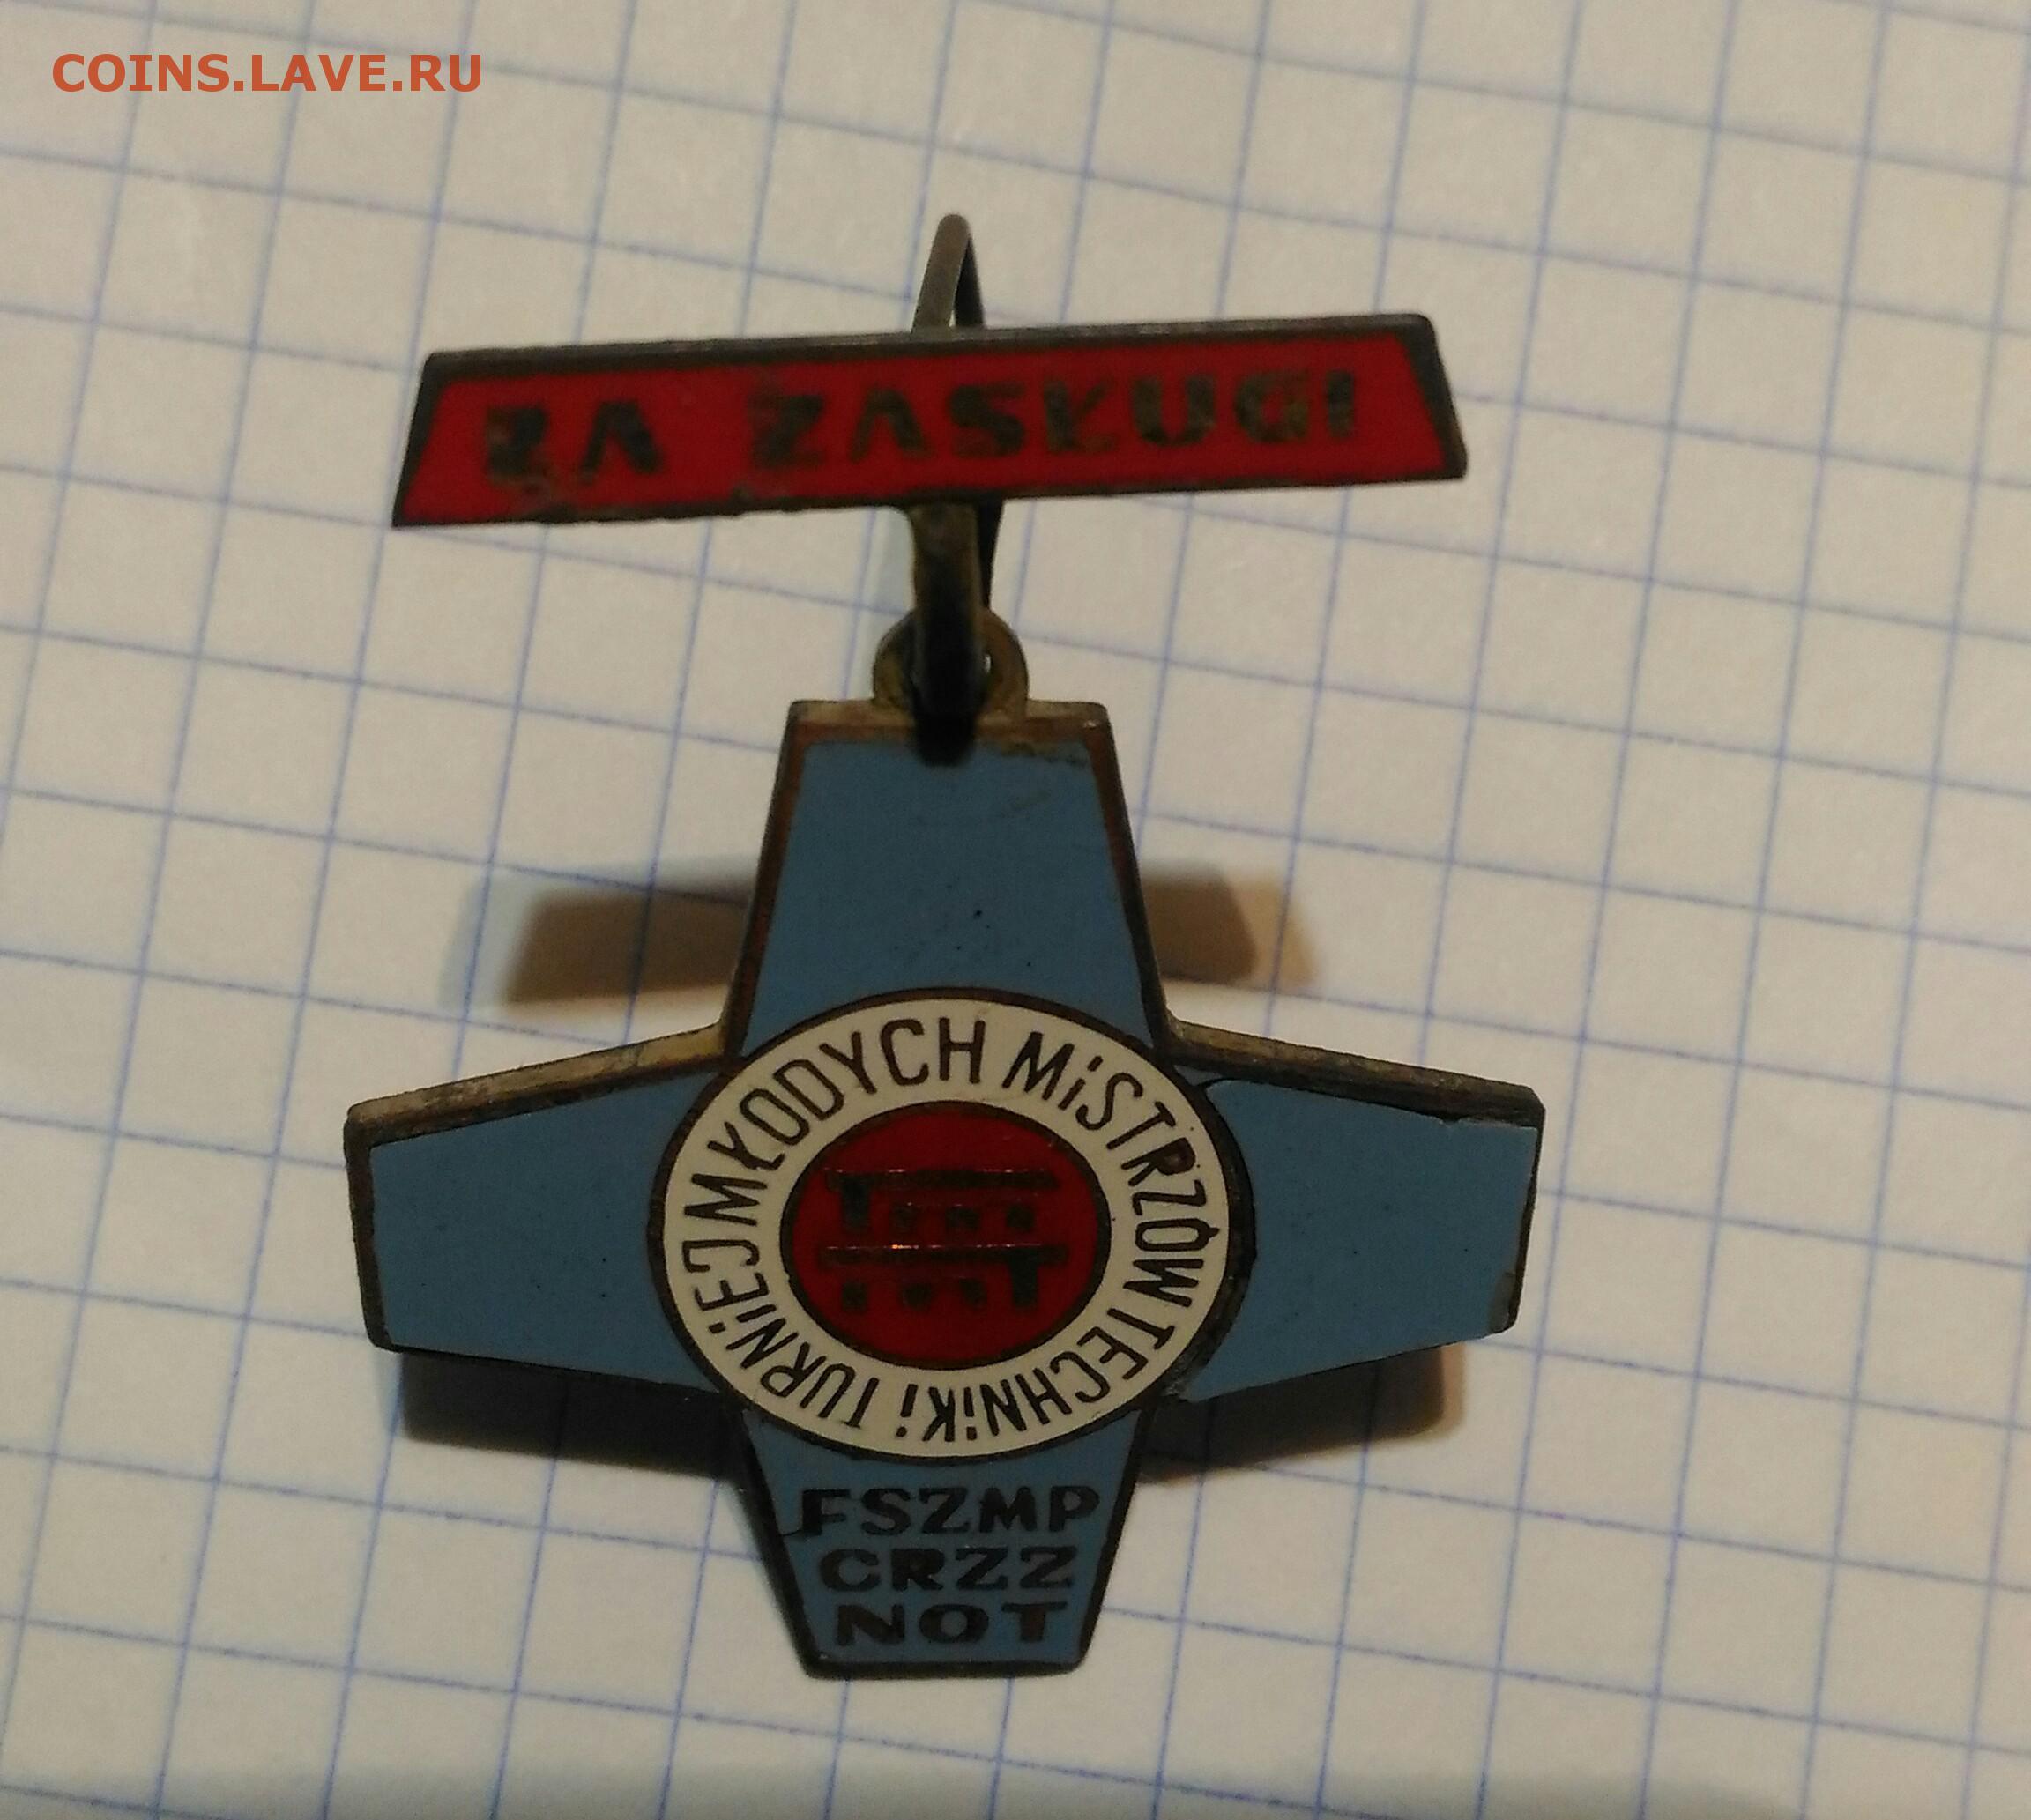 COINS.LAVE.RU
ZA ZASŁUGI
TURNiEJ MŁODYCH MiSTRZÓW TECHNiKi
FSZMP
CRZZ
NOT